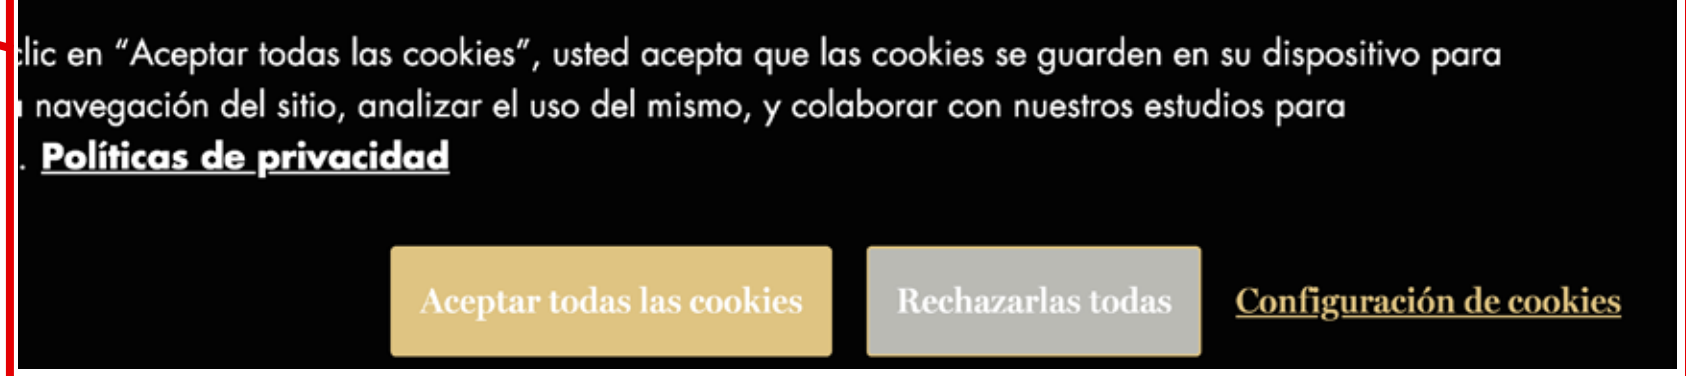 clic en “Aceptar todas las cookies”, usted acepta que las cookies se guarden en su dispositivo para
navegación del sitio, analizar el uso del mismo, y colaborar con nuestros estudios para
. Políticas de privacidad
Aceptar todas las cookies
Rechazarlas todas
Configuración de cookies